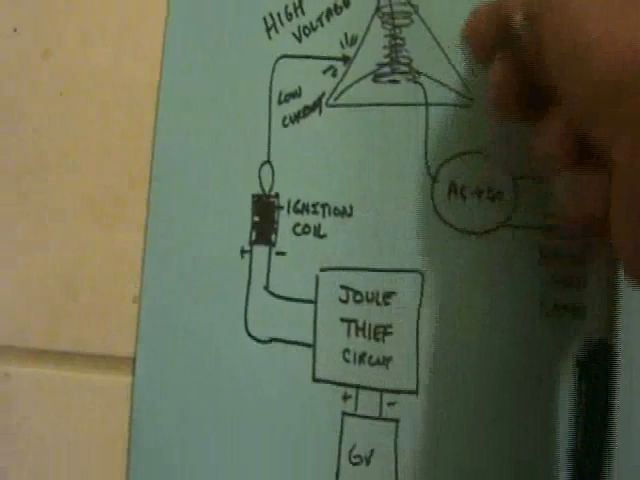 HIGH
VOLTAGE
LOW
CURRENT
IGNITION
COIL
+ -
JOULE
THIEF
CIRCUIT
+ -
6V